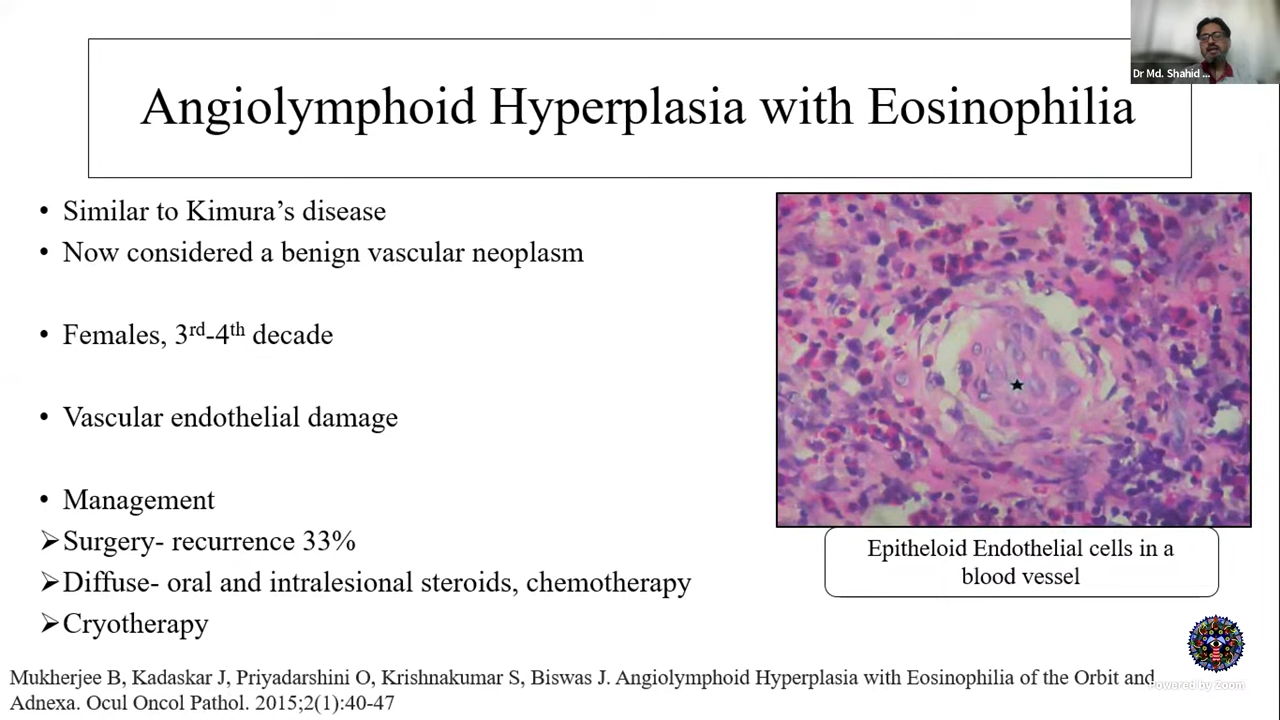 Dr Md. Shahid ...
Angiolymphoid Hyperplasia with Eosinophilia
• Similar to Kimura's disease
• Now considered a benign vascular neoplasm
• Females, 3rd-4th decade
• Vascular endothelial damage
• Management
➢Surgery- recurrence 33%
➢Diffuse- oral and intralesional steroids, chemotherapy
➢Cryotherapy
Epitheloid Endothelial cells in a
blood vessel
Mukherjee B, Kadaskar J, Priyadarshini O, Krishnakumar S, Biswas J. Angiolymphoid Hyperplasia with Eosinophilia of the Orbit and
Adnexa. Ocul Oncol Pathol. 2015;2(1):40-47
Powered by Zoom